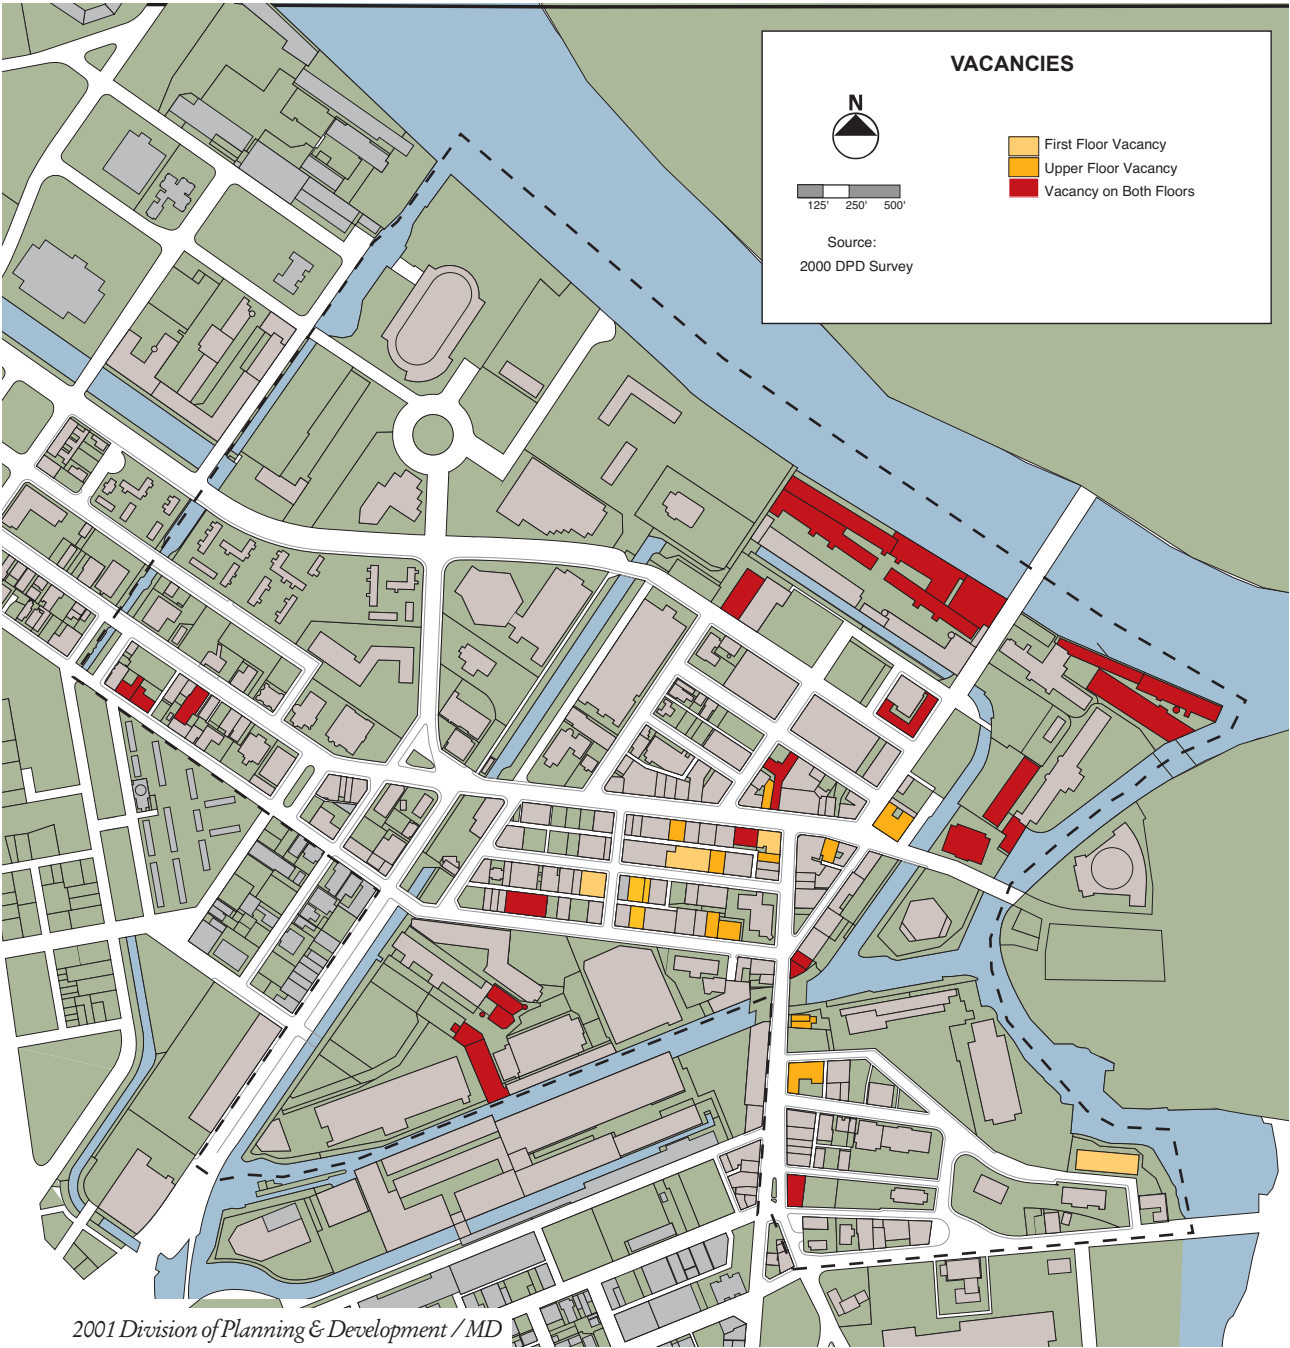 VACANCIES
N
First Floor Vacancy
Upper Floor Vacancy
Vacancy on Both Floors
125' 250' 500'
Source:
2000 DPD Survey
2001 Division of Planning & Development / MD